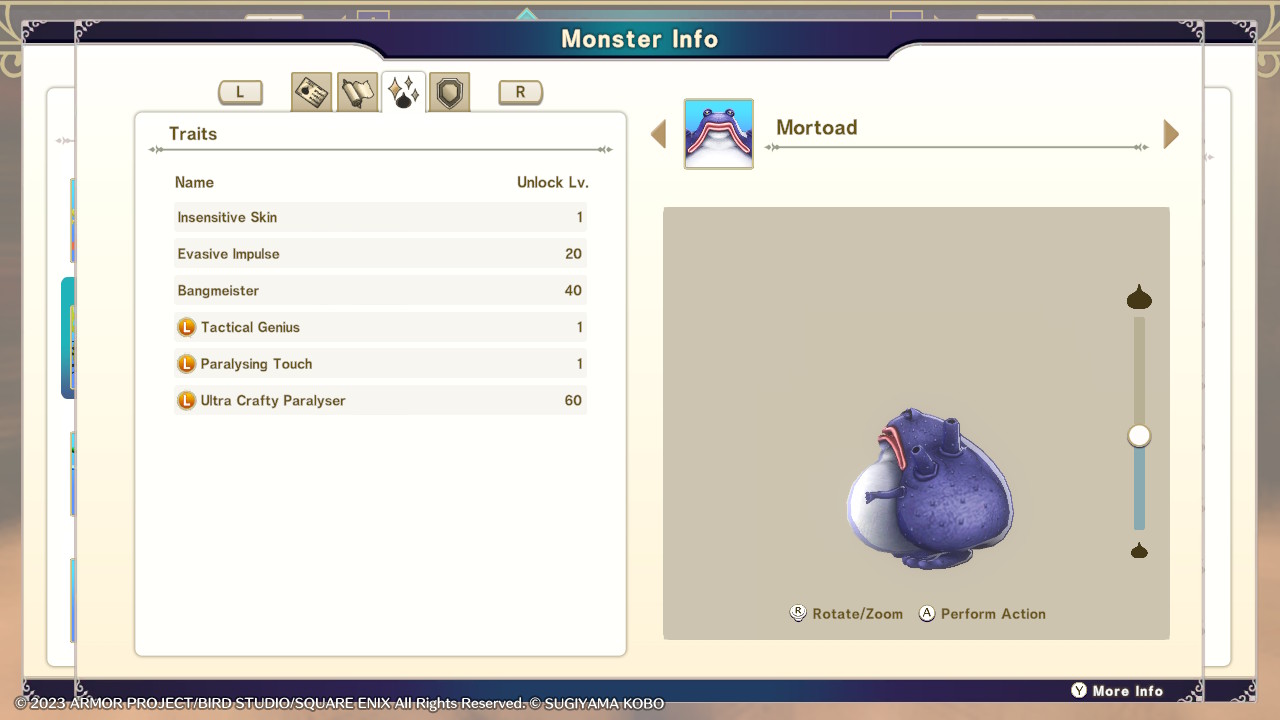 Monster Info
L
R
Traits
Name Unlock Lv.
Insensitive Skin 1
Evasive Impulse 20
Bangmeister 40
L Tactical Genius 1
L Paralysing Touch 1
L Ultra Crafty Paralyser 60
Mortoad
R Rotate/Zoom A Perform Action
Y More Info
© 2023 ARMOR PROJECT/BIRD STUDIO/SQUARE ENIX All Rights Reserved. © SUGIYAMA KOBO